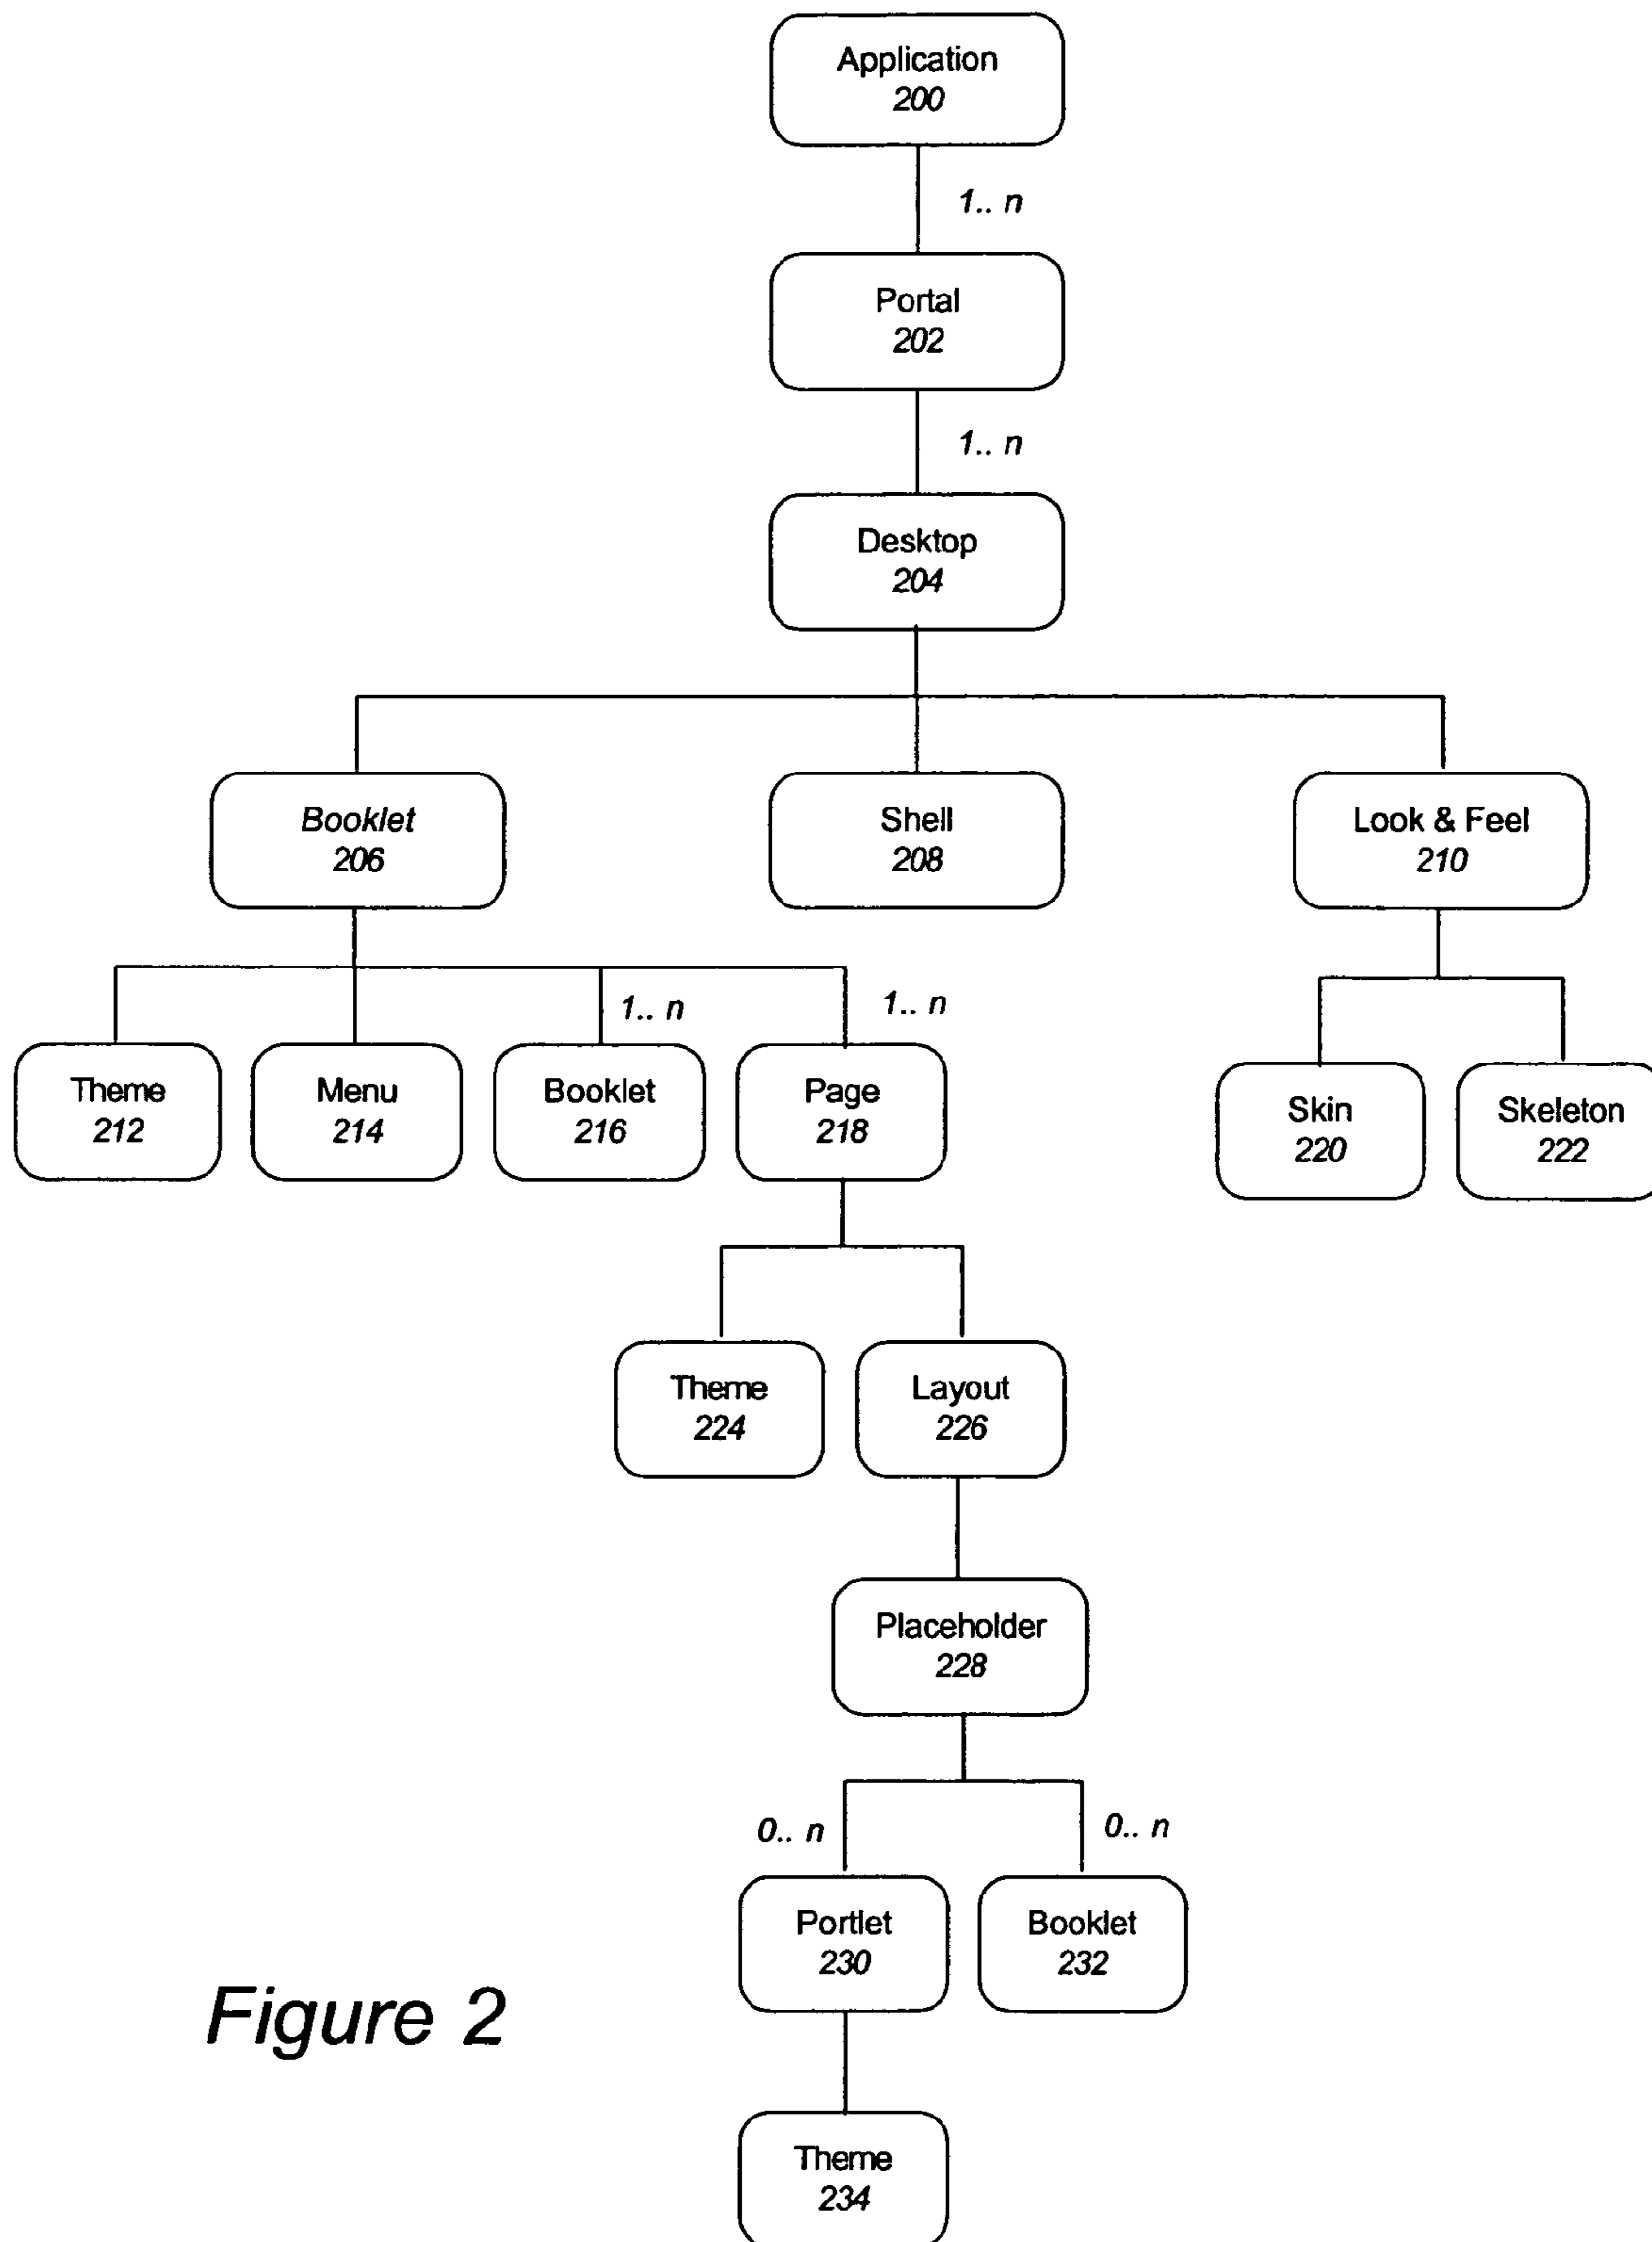 Application
200
1.. n
Portal
202
1.. n
Desktop
204
Booklet
206
Shell
208
Look & Feel
210
1.. n
1.. n
Theme
212
Menu
214
Booklet
216
Page
218
Skin
220
Skeleton
222
Theme
224
Layout
226
Placeholder
228
0.. n
0.. n
Portlet
230
Booklet
232
Figure 2
Theme
234